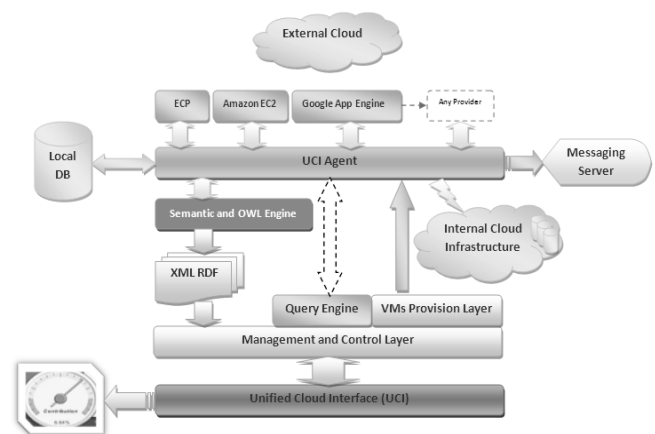 External Cloud
ECP
Amazon EC2
Google App Engine
Any Provider
Local
DB
UCI Agent
Messaging
Server
Semantic and OWL Engine
Internal Cloud
Infrastructure
XML RDF
Query Engine
VMs Provision Layer
Management and Control Layer
Unified Cloud Interface (UCI)